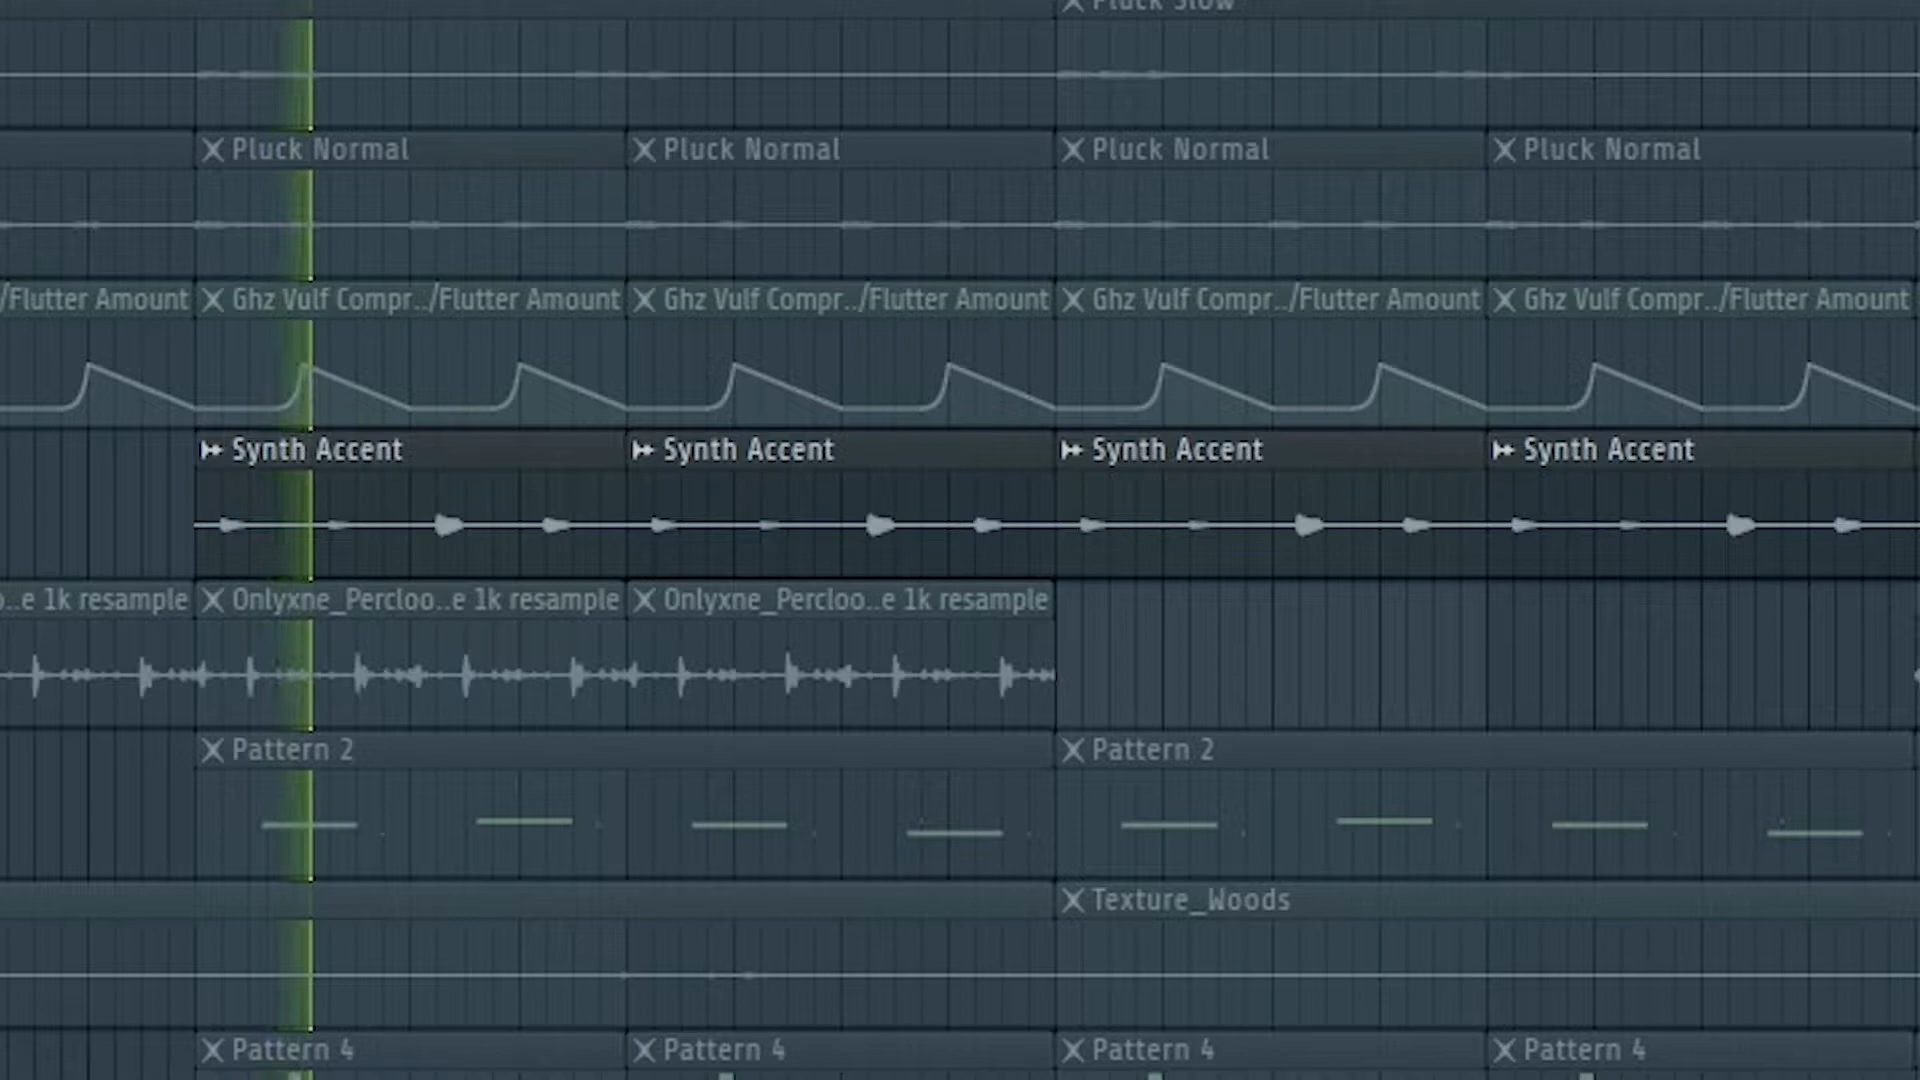 Pluck Slow
Pluck Normal Pluck Normal Pluck Normal Pluck Normal
/Flutter Amount Ghz Vulf Compr../Flutter Amount Ghz Vulf Compr../Flutter Amount Ghz Vulf Compr../Flutter Amount Ghz Vulf Compr../Flutter Amount
Synth Accent Synth Accent Synth Accent Synth Accent
..e 1k resample Onlyxne_Percloo..e 1k resample Onlyxne_Percloo..e 1k resample
Pattern 2 Pattern 2
Texture_Woods
Pattern 4 Pattern 4 Pattern 4 Pattern 4